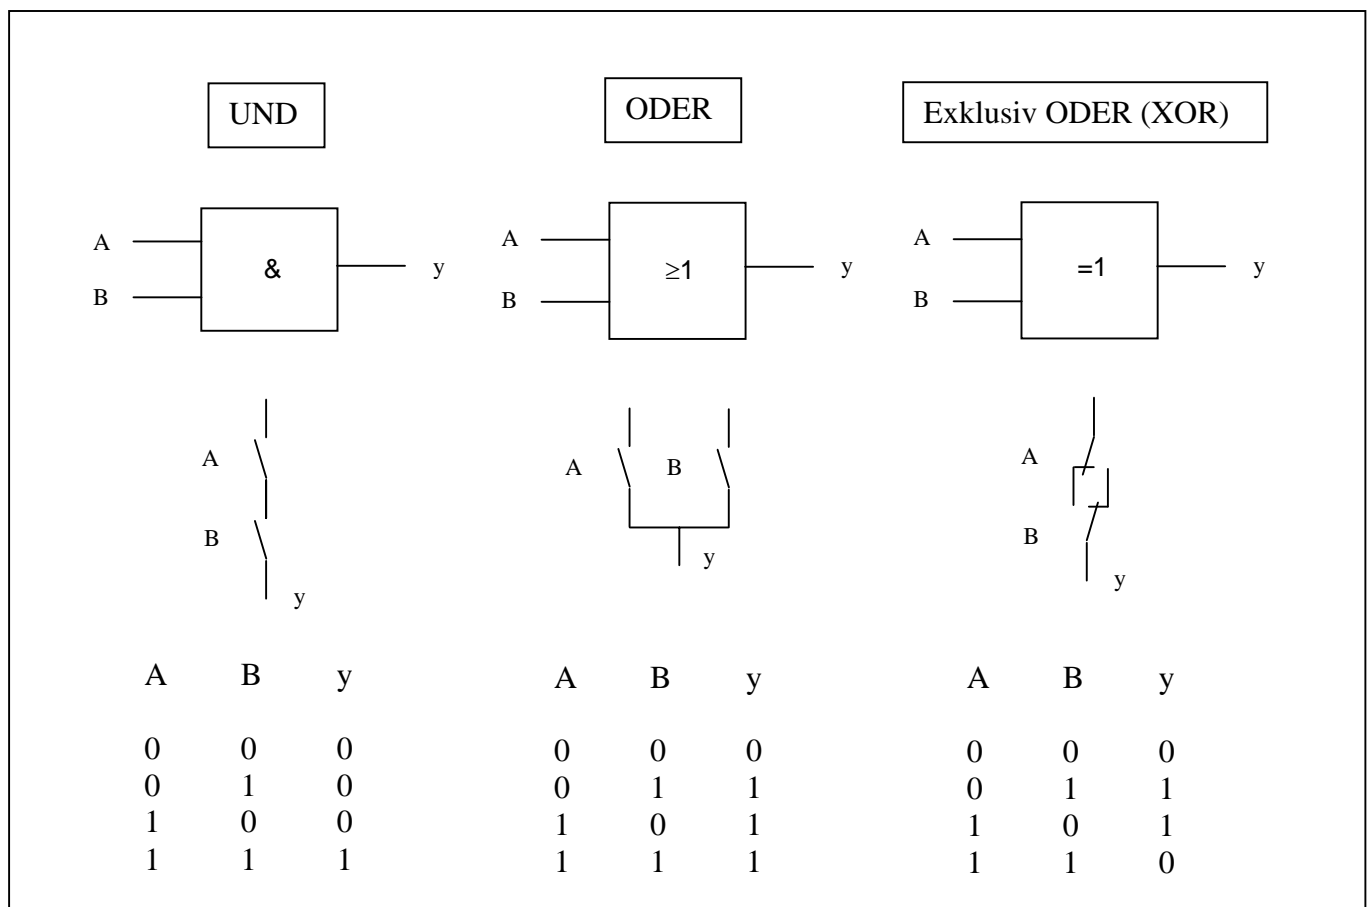 UND ODER Exklusiv ODER (XOR)
A A A
& y ≥1 y =1 y
B B B
A A B A
B B
y y y
A B y A B y A B y
0 0 0 0 0 0 0 0 0
0 1 0 0 1 1 0 1 1
1 0 0 1 0 1 1 0 1
1 1 1 1 1 1 1 1 0